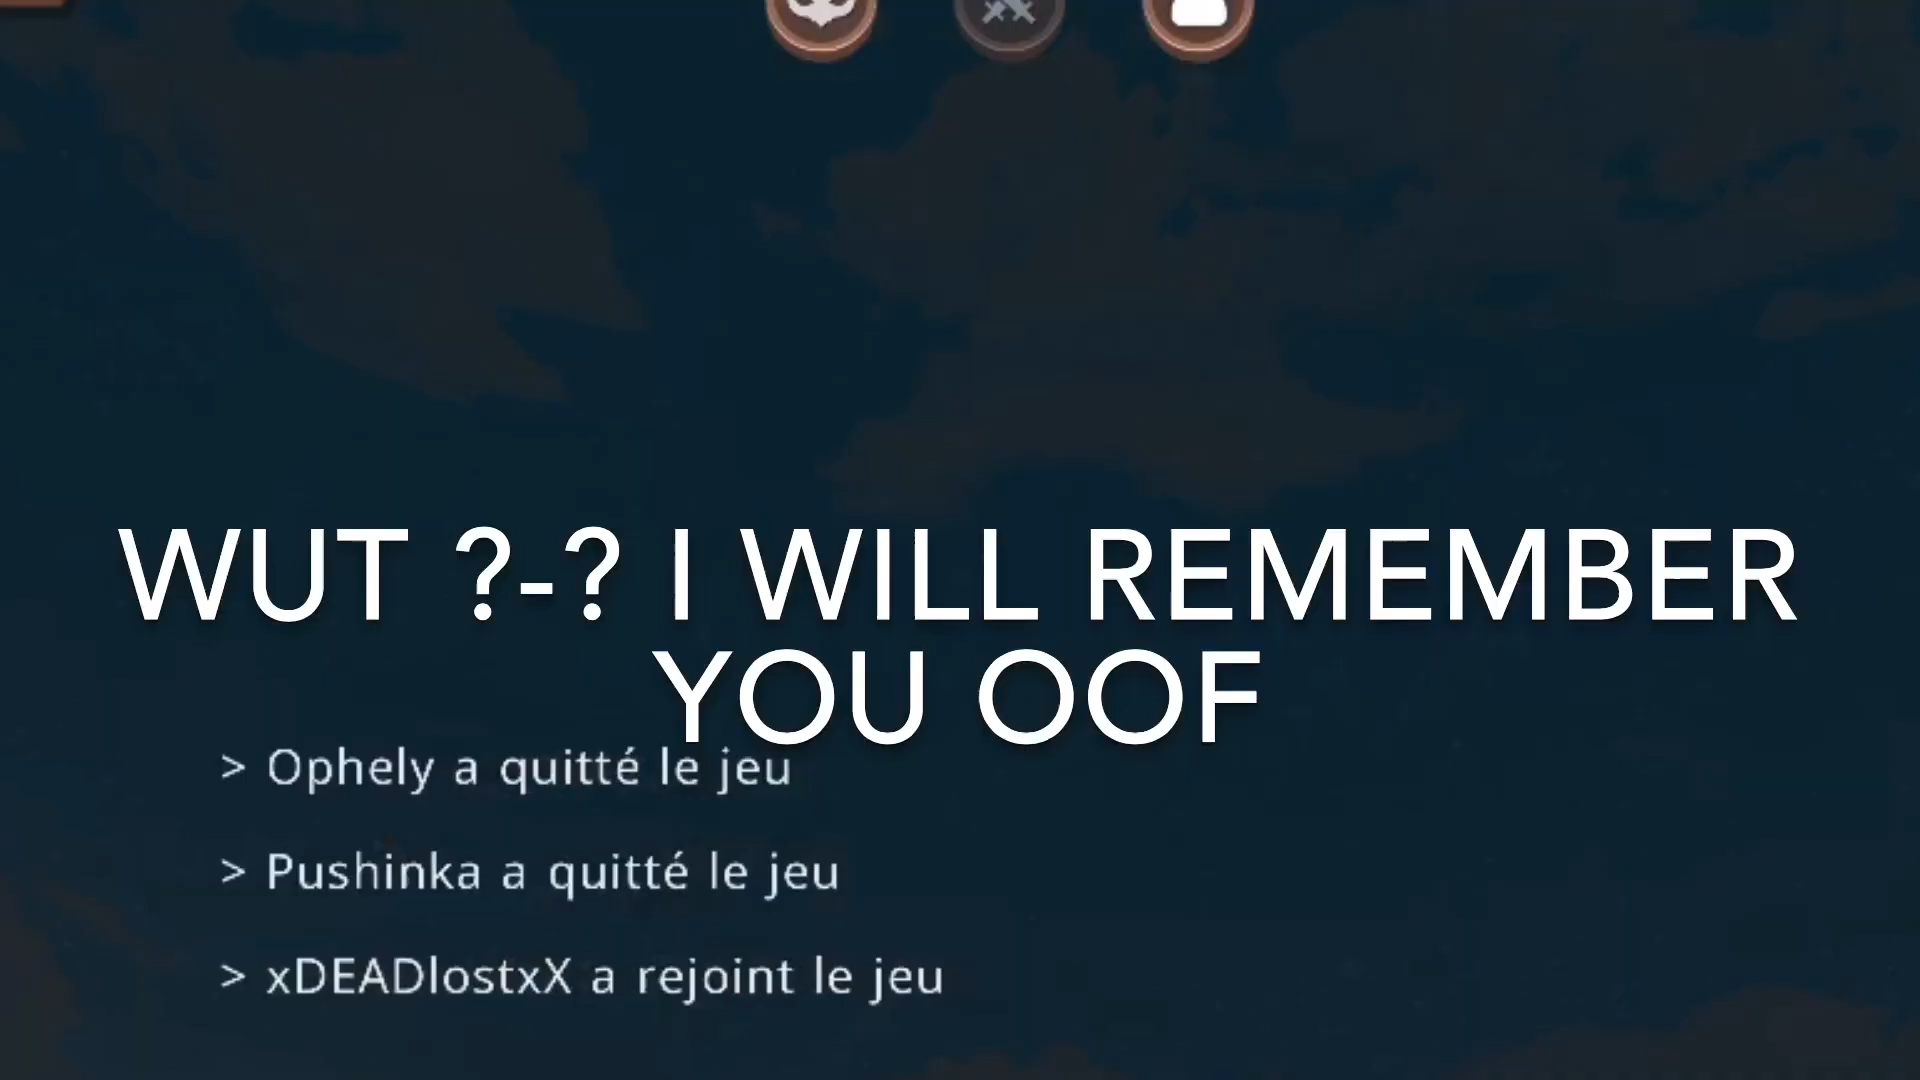 WUT ?-? I WILL REMEMBER
YOU OOF
> Ophely a quitté le jeu
> Pushinka a quitté le jeu
> xDEADlostxX a rejoint le jeu